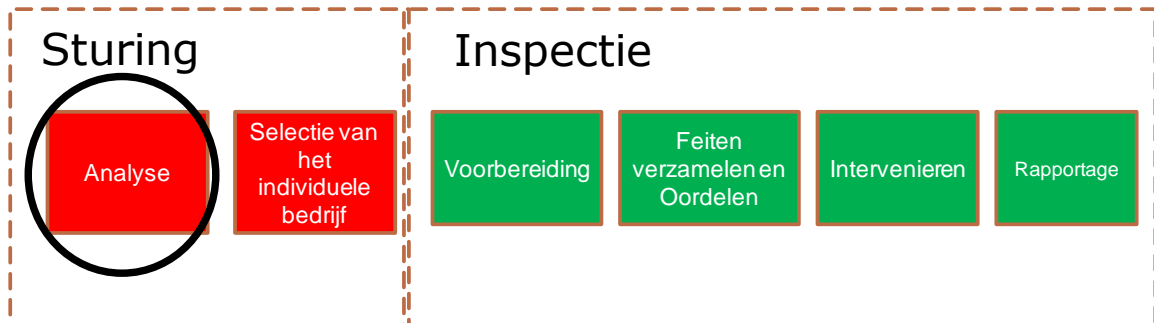 Sturing
Inspectie
Analyse
Selectie van
het
individuele
bedrijf
Voorbereiding
Feiten
verzamelen en
Oordelen
Intervenieren
Rapportage